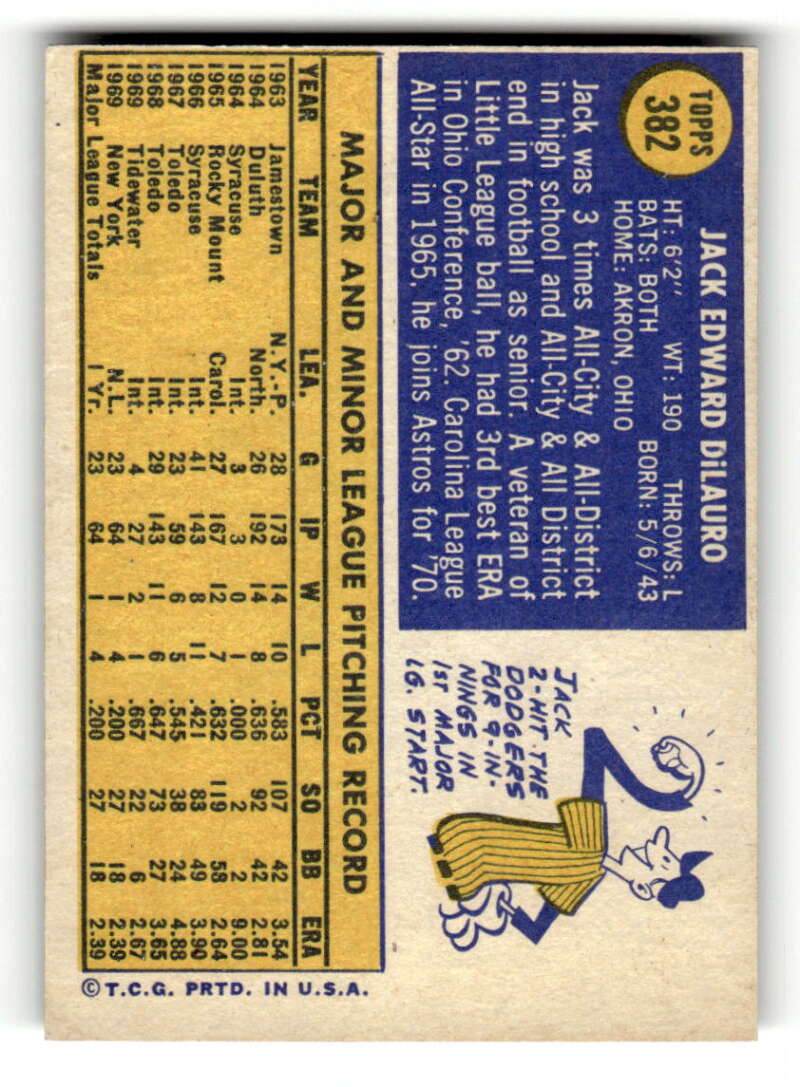 TOPPS
382
JACK EDWARD DiLAURO
HT: 6'2" WT: 190 THROWS: L
BATS: BOTH BORN: 5/6/43
HOME: AKRON, OHIO
Jack was 3 times All-City & All-District
in high school and All-City & All District
end in football as senior. A veteran of
Little League ball, he had 3rd best ERA
in Ohio Conference, '62. Carolina League
All-Star in 1965, he joins Astros for '70.
JACK
2-HIT THE
DODGERS
FOR 9-IN-
NINGS IN
1ST MAJOR
LG. START.
MAJOR AND MINOR LEAGUE PITCHING RECORD
YEAR TEAM LEA. G IP W L PCT SO BB ERA
1963 Jamestown N.Y.-P. 28 173 14 10 .583 107 42 3.54
1964 Duluth North. 26 192 14 8 .636 92 42 2.81
1964 Syracuse Int. 3 3 0 1 .000 2 2 9.00
1965 Rocky Mount Carol. 27 167 12 7 .632 119 58 2.64
1966 Syracuse Int. 41 143 8 11 .421 83 49 3.90
1967 Toledo Int. 23 59 6 5 .545 38 24 4.88
1968 Toledo Int. 29 143 11 6 .647 73 27 3.65
1969 Tidewater Int. 4 27 2 1 .667 22 6 2.67
1969 New York N.L. 23 64 1 4 .200 27 18 2.39
Major League Totals 1 Yr. 23 64 1 4 .200 27 18 2.39
© T.C.G. PRTD. IN U.S.A.